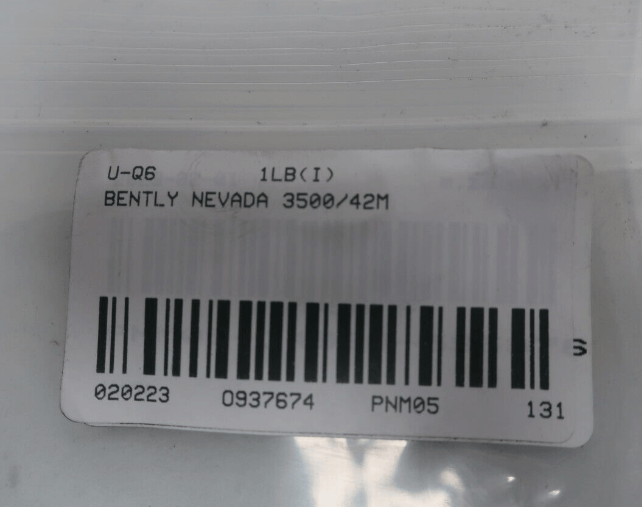 U-Q6 1LB(I)
BENTLY NEVADA 3500/42M
020223 0937674 PNM05 131